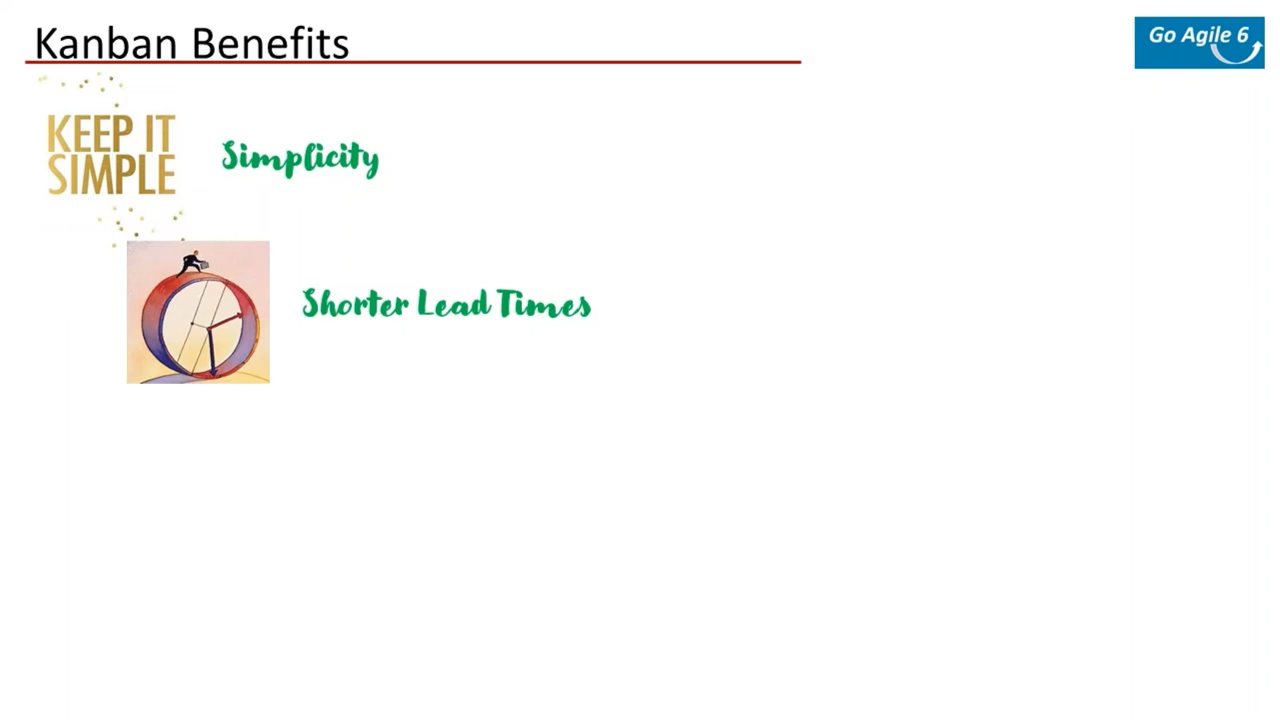 Kanban Benefits
Go Agile 6
KEEP IT
SIMPLE
Simplicity
Shorter Lead Times